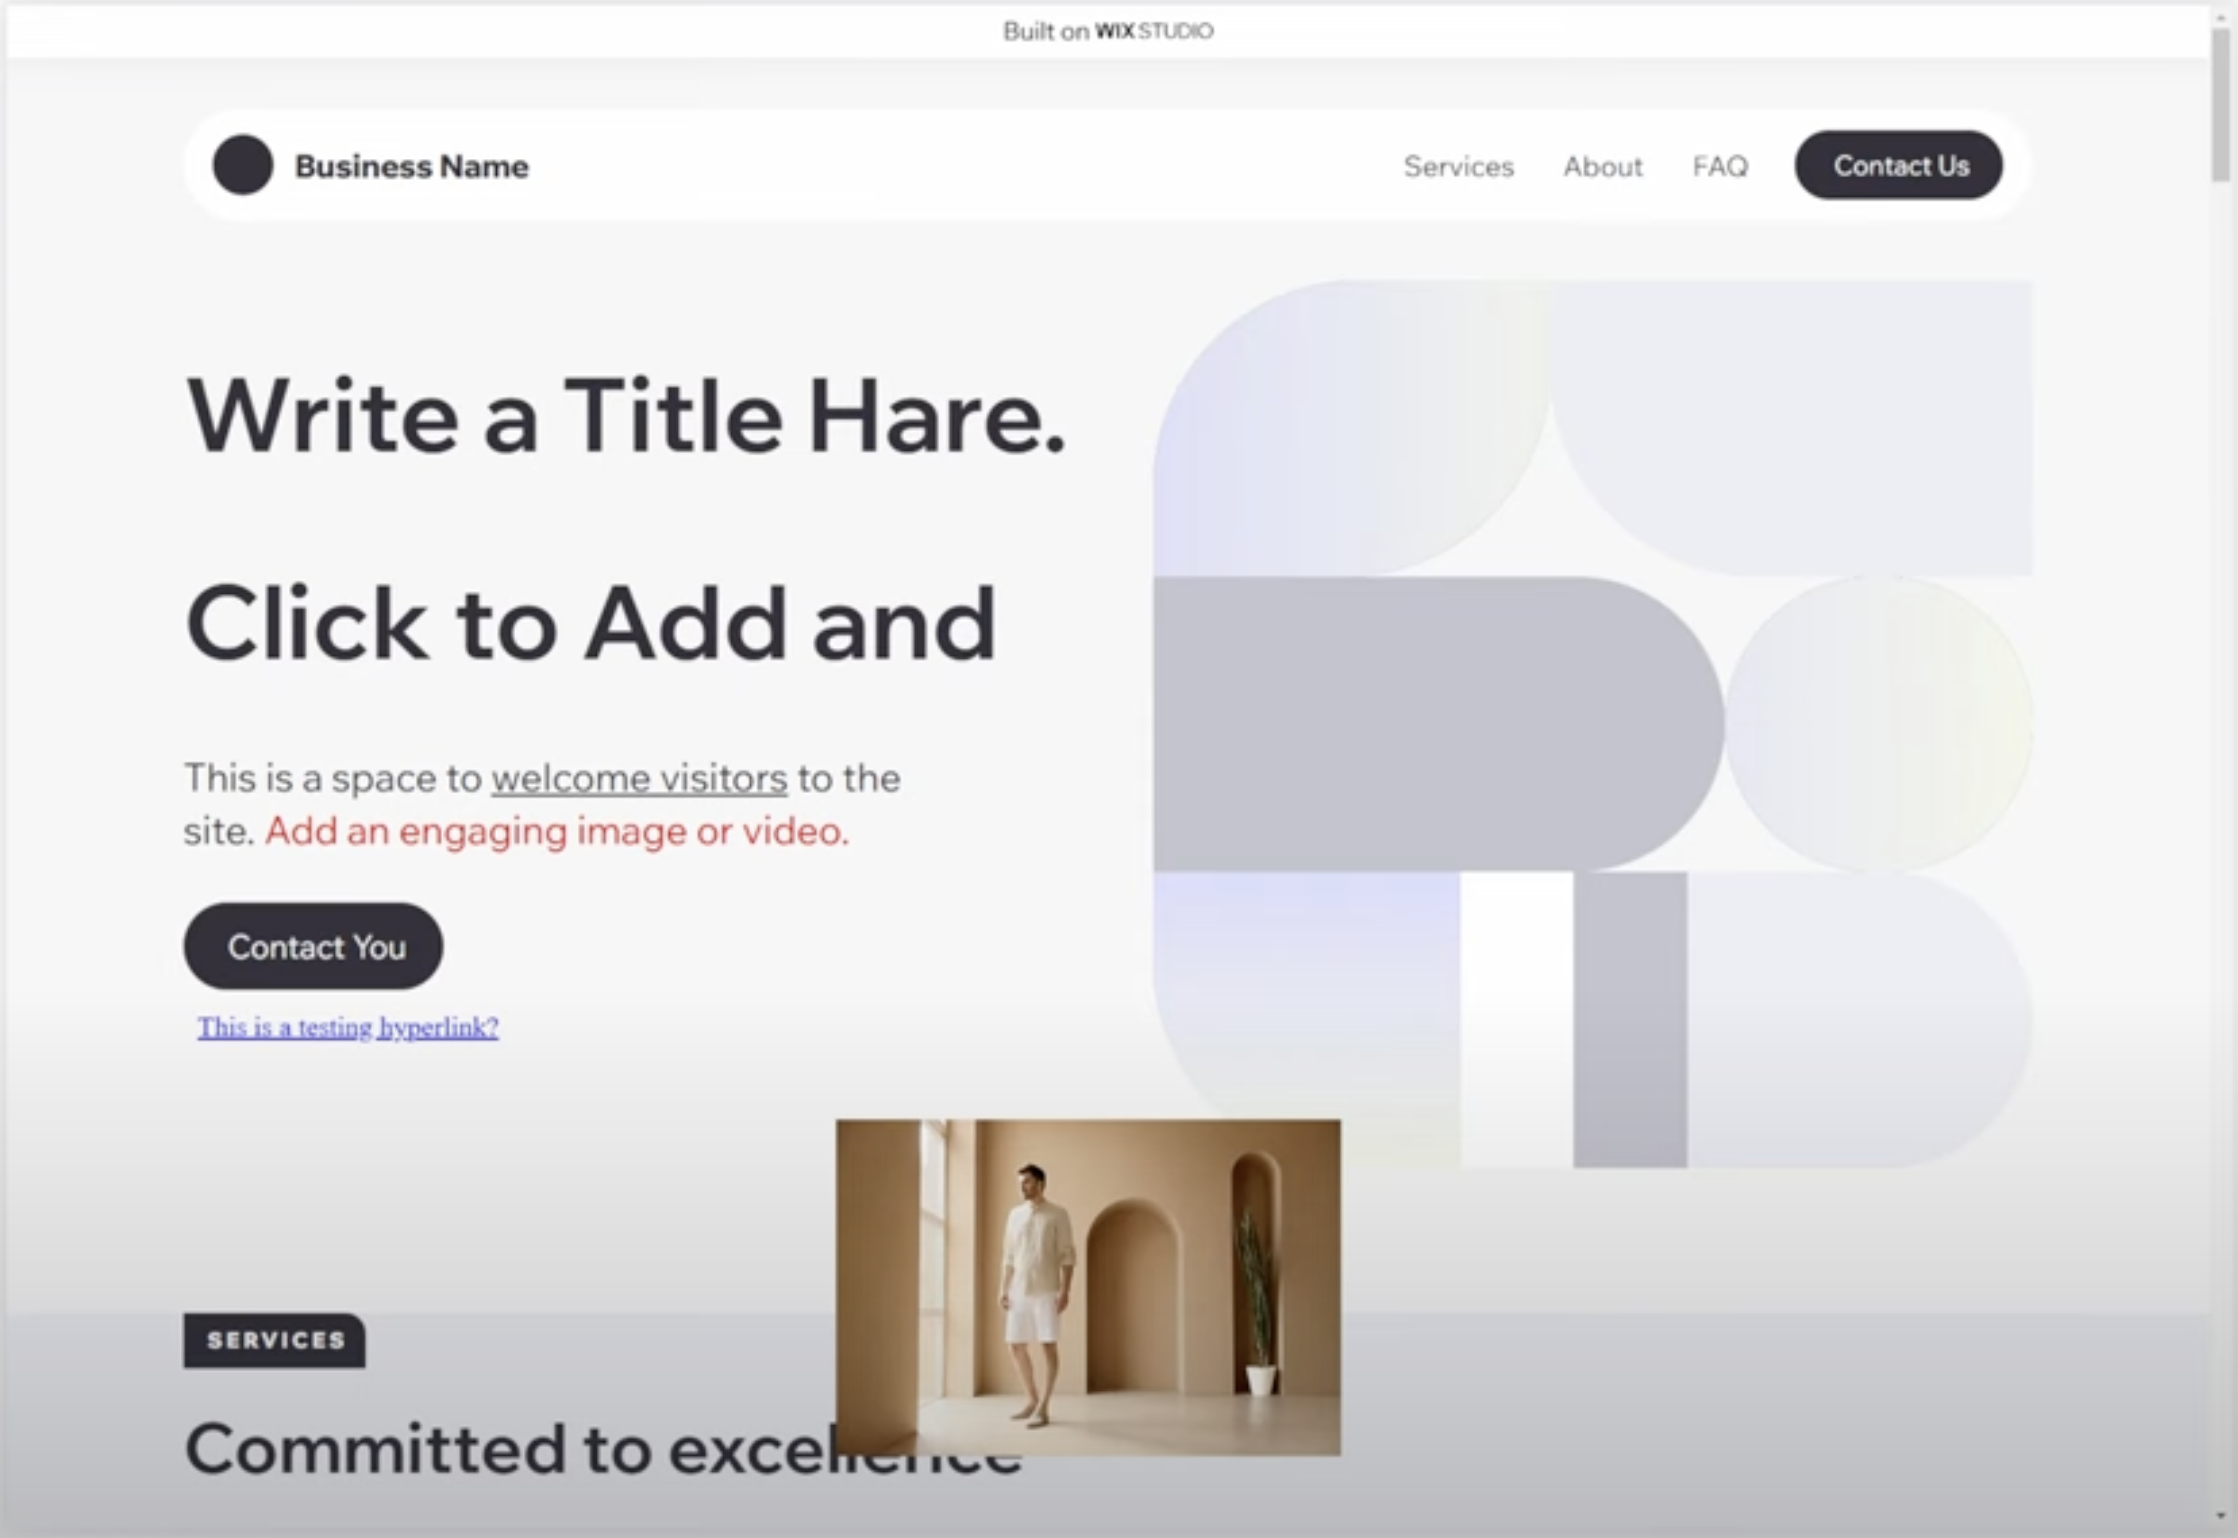 Built on WIX STUDIO
Business Name
Services About FAQ Contact Us
Write a Title Hare.
Click to Add and
This is a space to welcome visitors to the
site. Add an engaging image or video.
Contact You
This is a testing hyperlink?
SERVICES
Committed to excellence